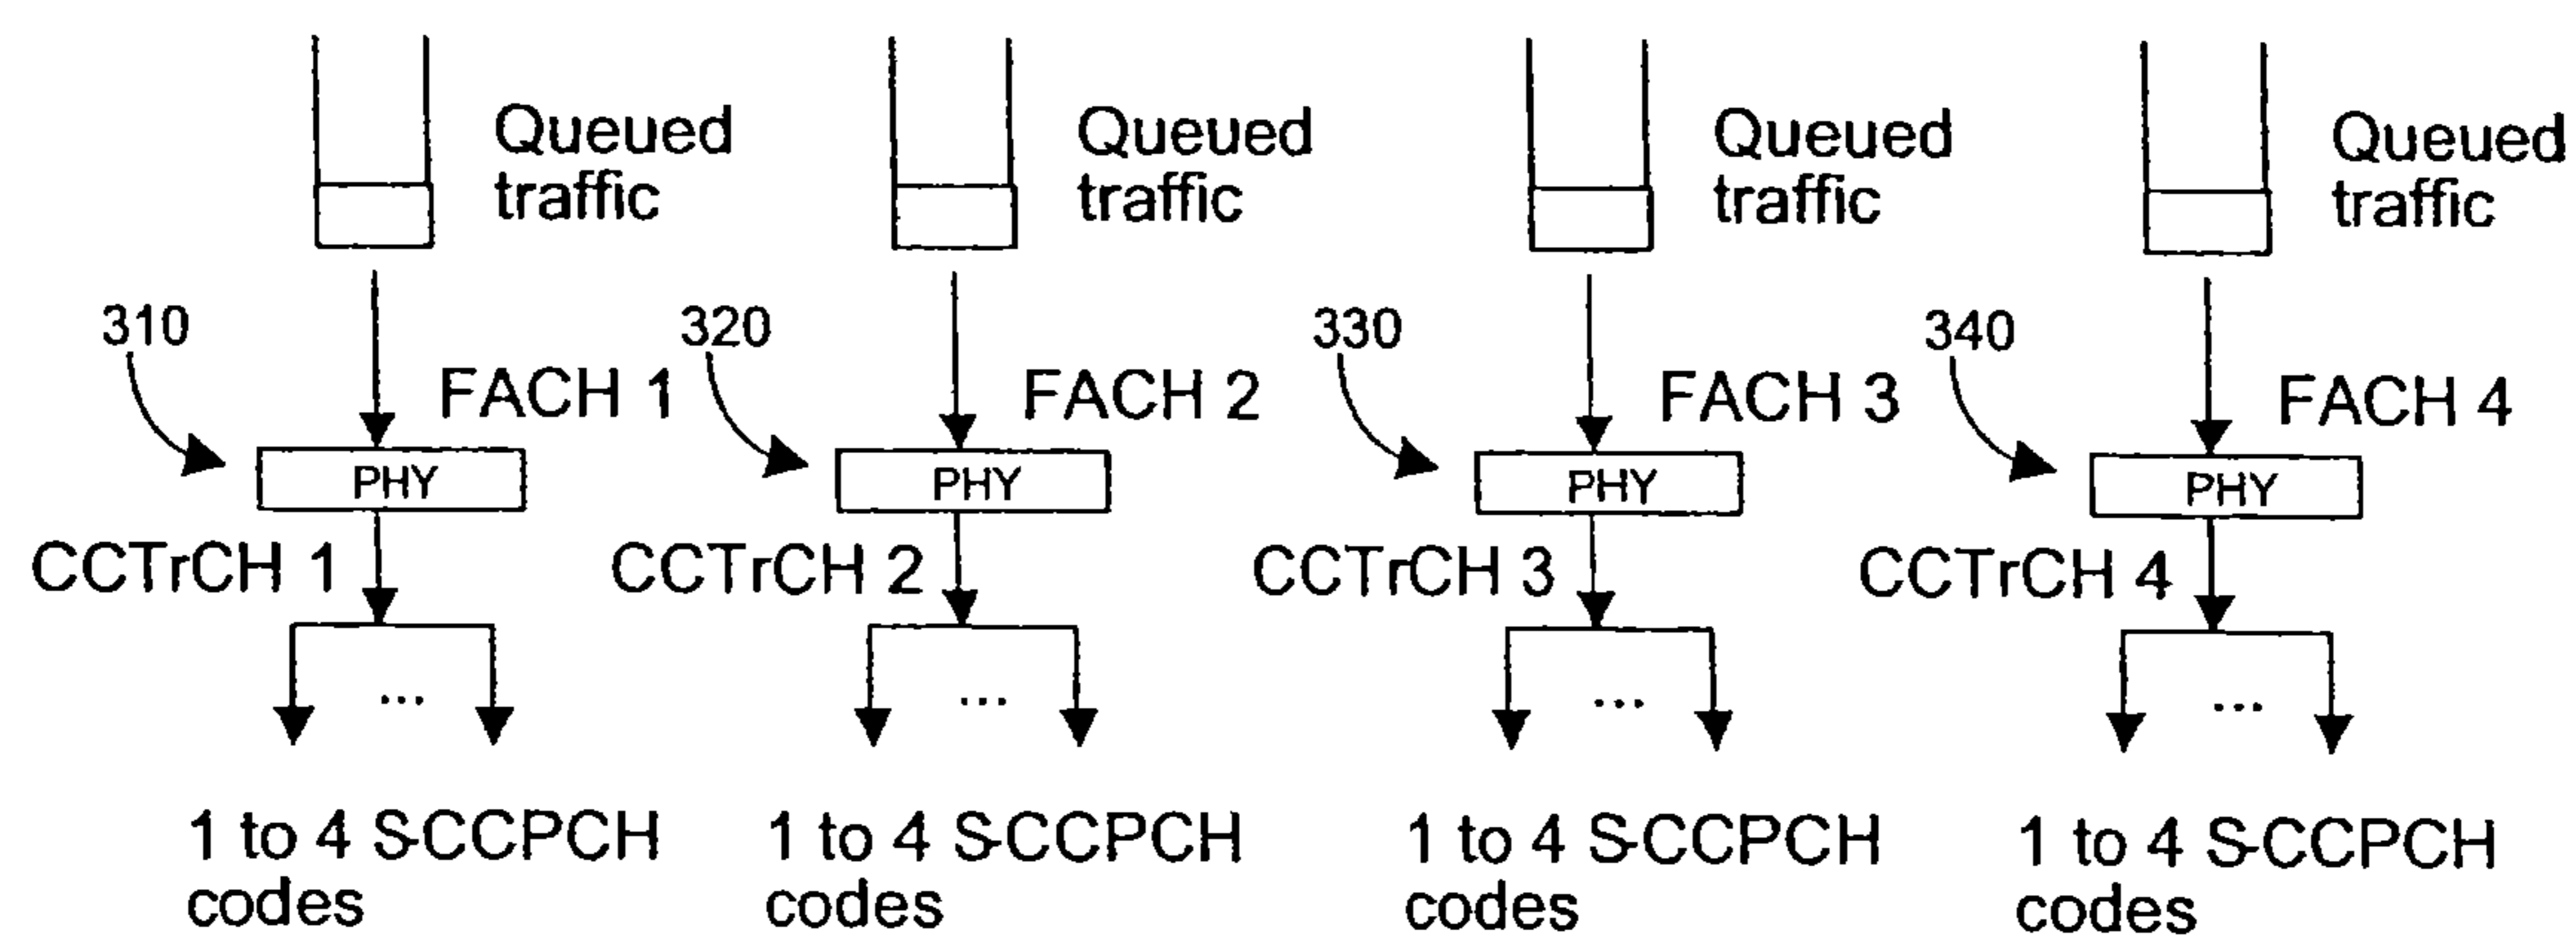 Queued
traffic
Queued
traffic
Queued
traffic
Queued
traffic
310
320
330
340
FACH 1
FACH 2
FACH 3
FACH 4
PHY
PHY
PHY
PHY
CCTrCH 1
CCTrCH 2
CCTrCH 3
CCTrCH 4
...
...
...
...
1 to 4 S-CCPCH
codes
1 to 4 S-CCPCH
codes
1 to 4 S-CCPCH
codes
1 to 4 S-CCPCH
codes